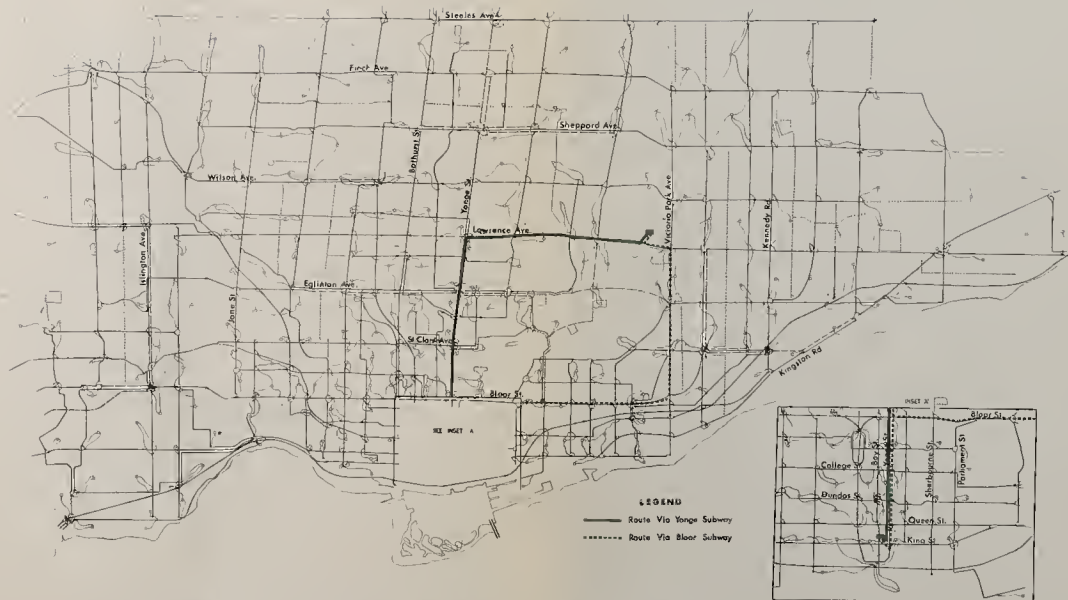 Steeles Ave.
Finch Ave.
Sheppard Ave.
Bathurst St.
Wilson Ave.
Yonge St.
Victoria Park Ave.
Kennedy Rd.
Lawrence Ave.
Islington Ave.
Eglinton Ave.
Jane St.
St Clair Ave.
Kingston Rd
Bloor St.
SEE INSET A
INSET 'A'
Bloor St.
Bay St.
Sherbourne St.
Parliament St
College St.
Dundas St.
Queen St.
King St
LEGEND
Route Via Yonge Subway
Route Via Bloor Subway